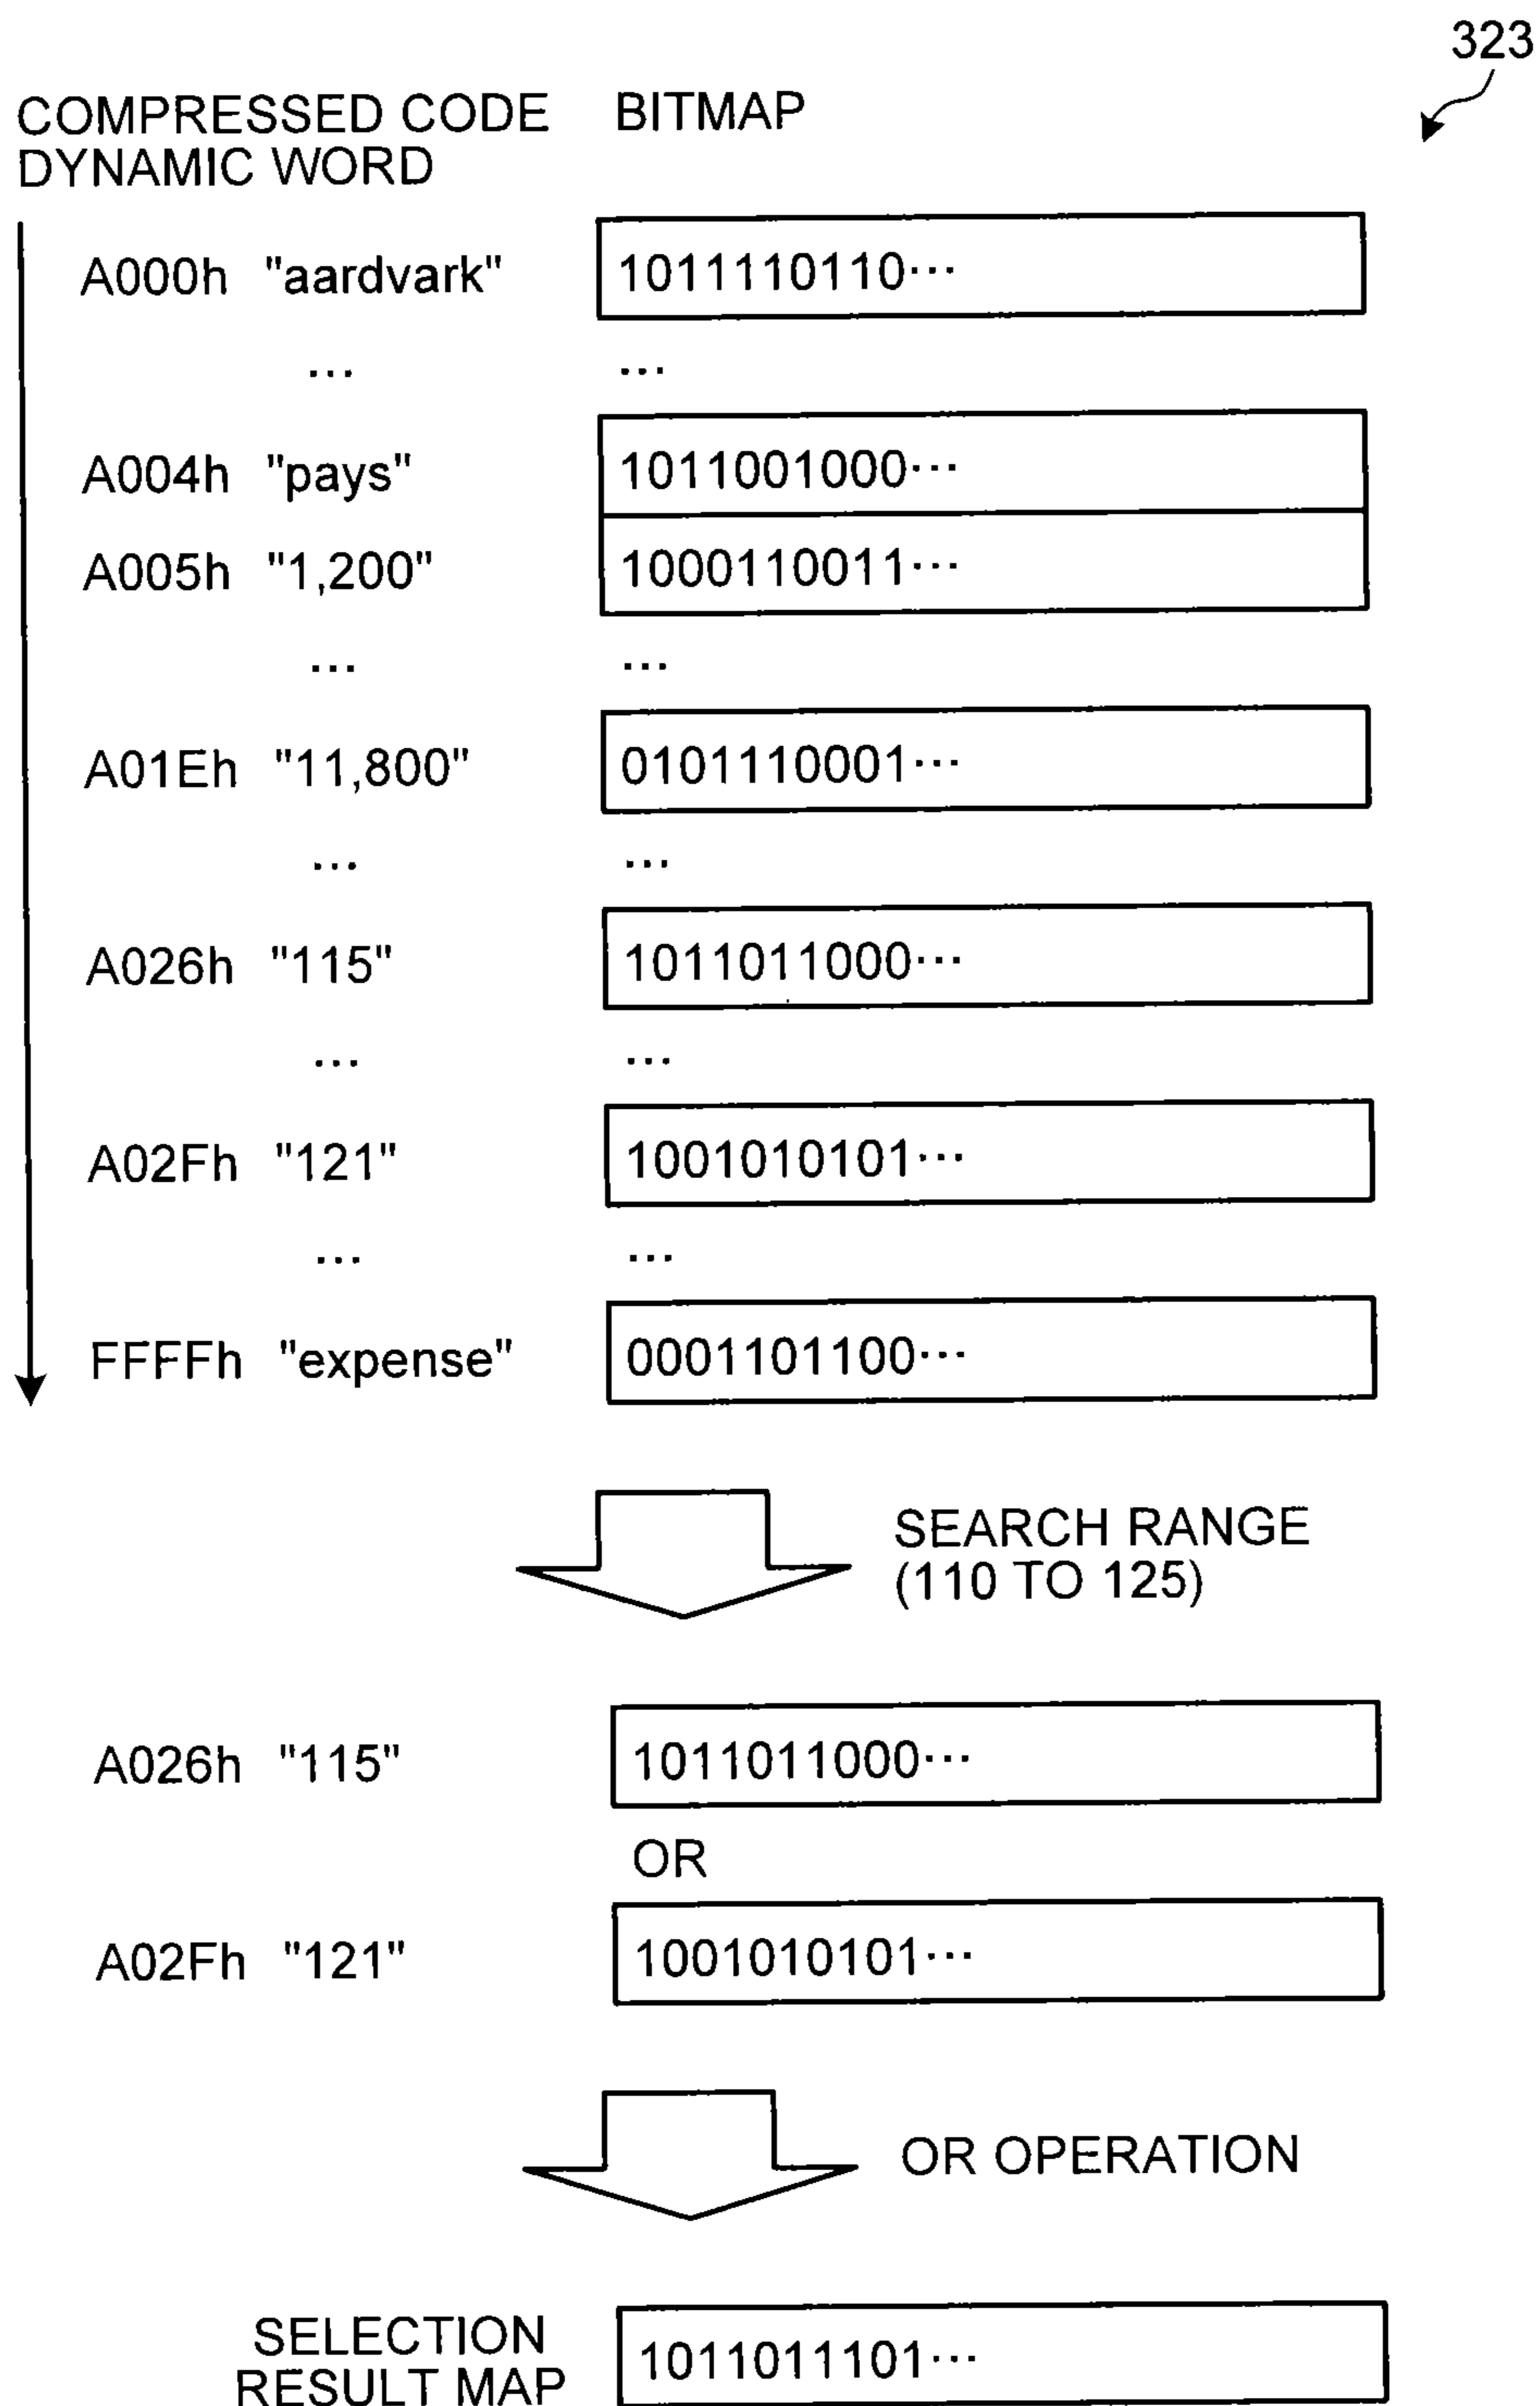 323
COMPRESSED CODE BITMAP
DYNAMIC WORD
A000h "aardvark" 1011110110···
... ...
A004h "pays" 1011001000···
A005h "1,200" 1000110011···
... ...
A01Eh "11,800" 0101110001···
... ...
A026h "115" 1011011000···
... ...
A02Fh "121" 1001010101···
... ...
FFFFh "expense" 0001101100···
SEARCH RANGE
(110 TO 125)
A026h "115" 1011011000···
OR
A02Fh "121" 1001010101···
OR OPERATION
SELECTION
RESULT MAP 1011011101···